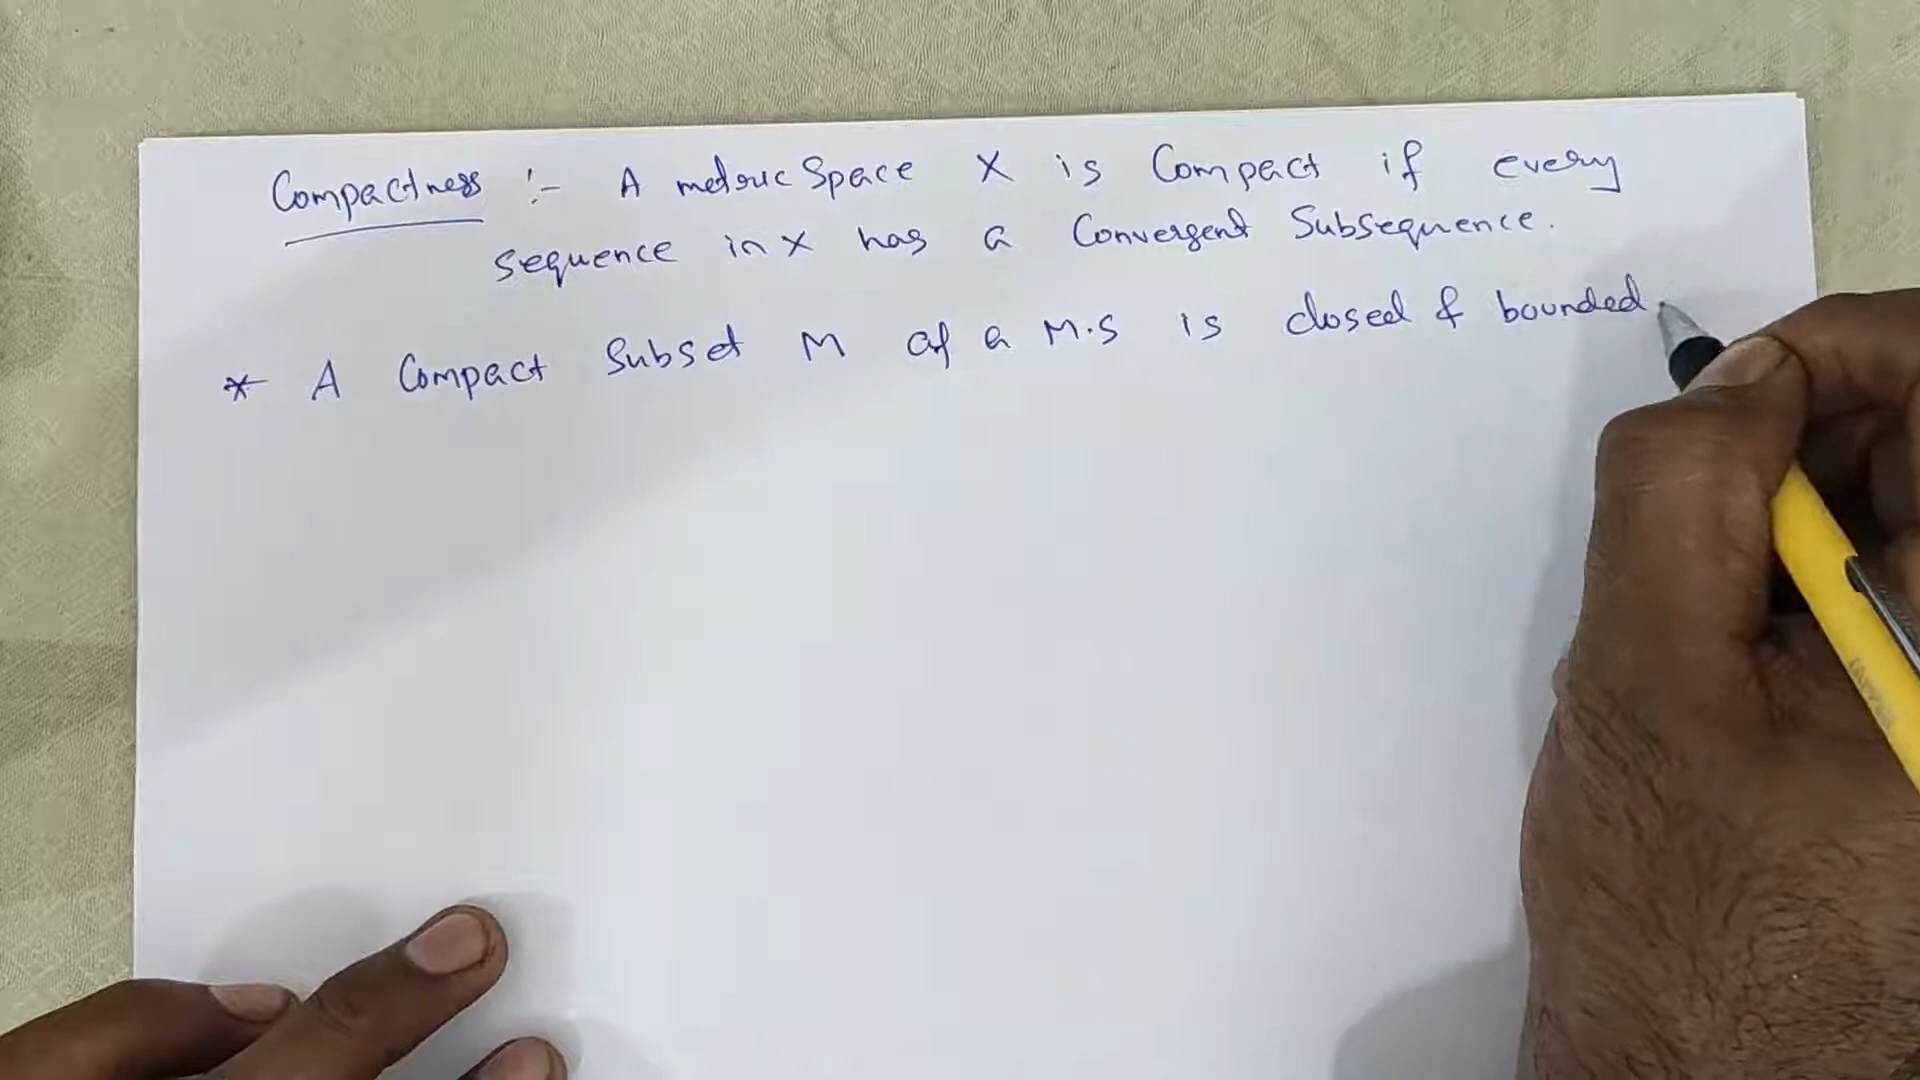 Compactness :- A metric Space X is Compact if every
sequence in X has a Convergent Subsequence.
* A Compact Subset M of a M.S is closed & bounded.